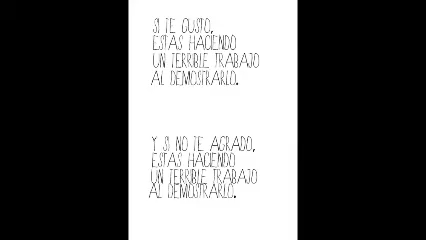 SI TE GUSTO,
ESTAS HACIENDO
UN TERRIBLE TRABAJO
AL DEMOSTRARLO.
Y SI NO TE AGRADO,
ESTAS HACIENDO
UN TERRIBLE TRABAJO
AL DEMOSTRARLO.